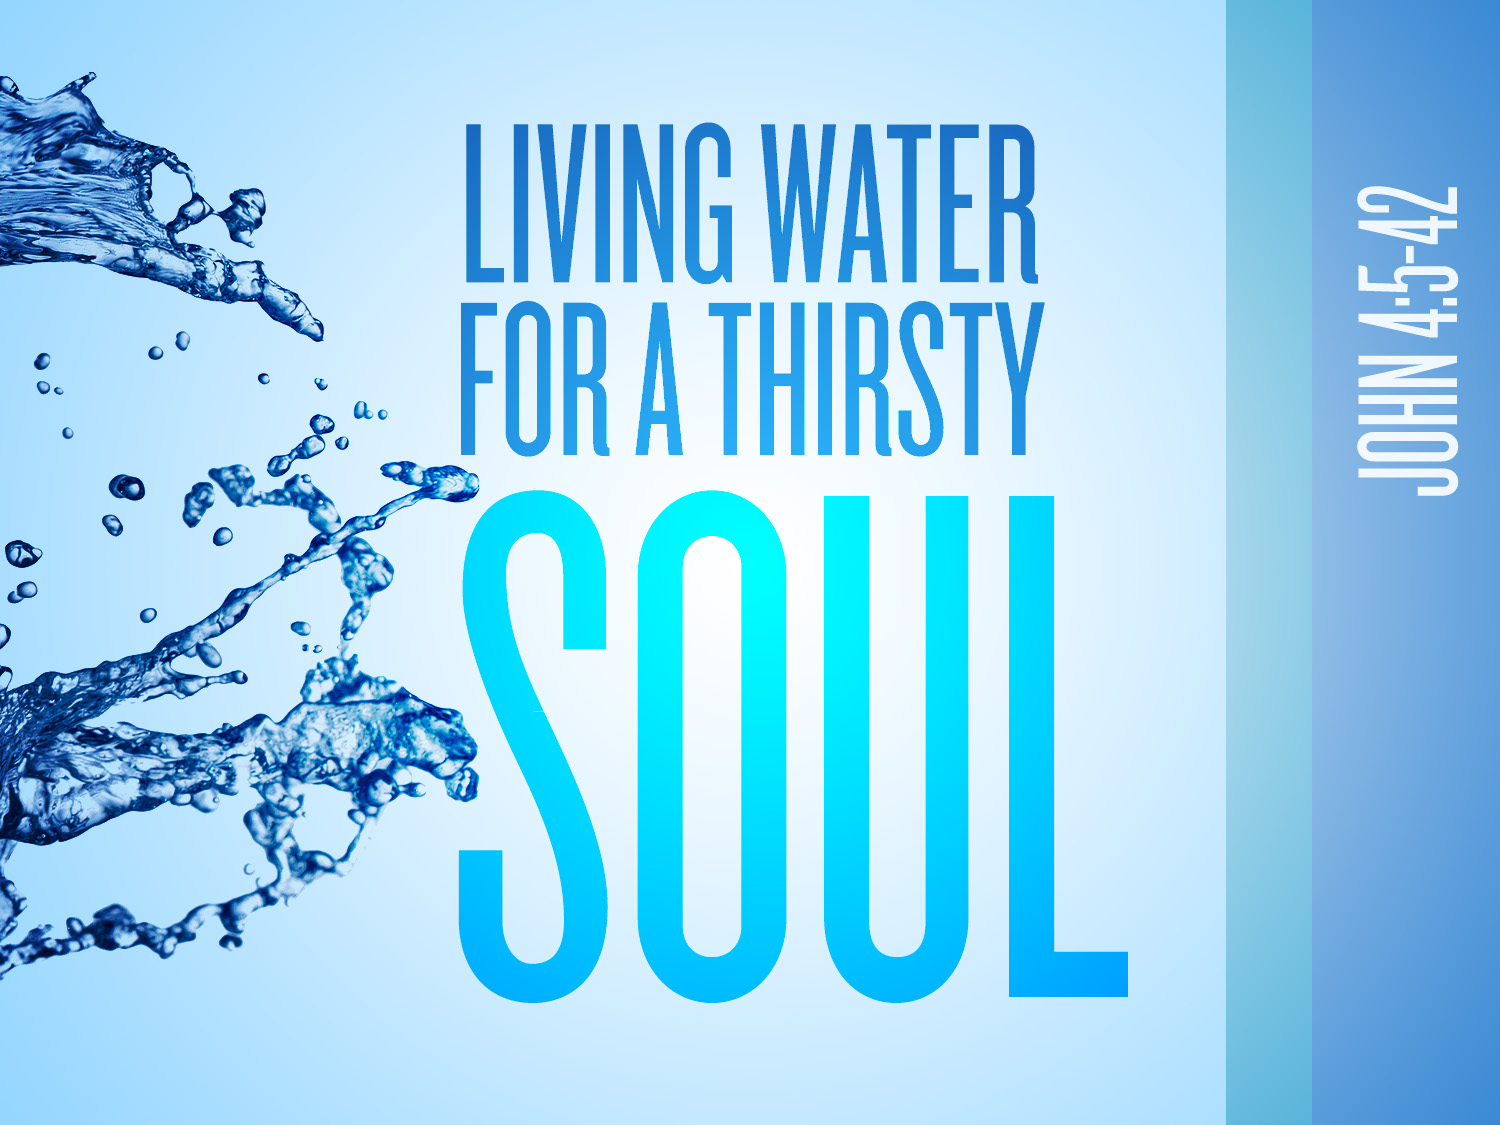 LIVING WATER
FOR A THIRSTY
SOUL
JOHN 4:5-42